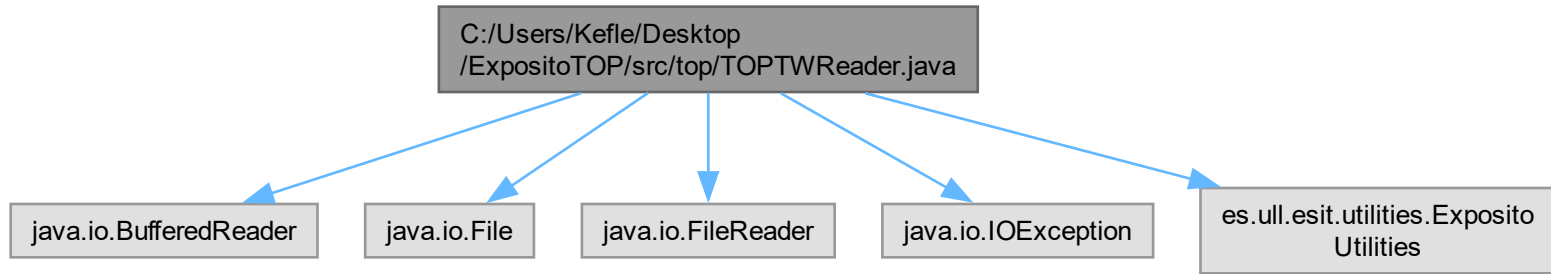 C:/Users/Kefle/Desktop
/ExpositoTOP/src/top/TOPTWReader.java
java.io.BufferedReader
java.io.File
java.io.FileReader
java.io.IOException
es.ull.esit.utilities.Exposito
Utilities